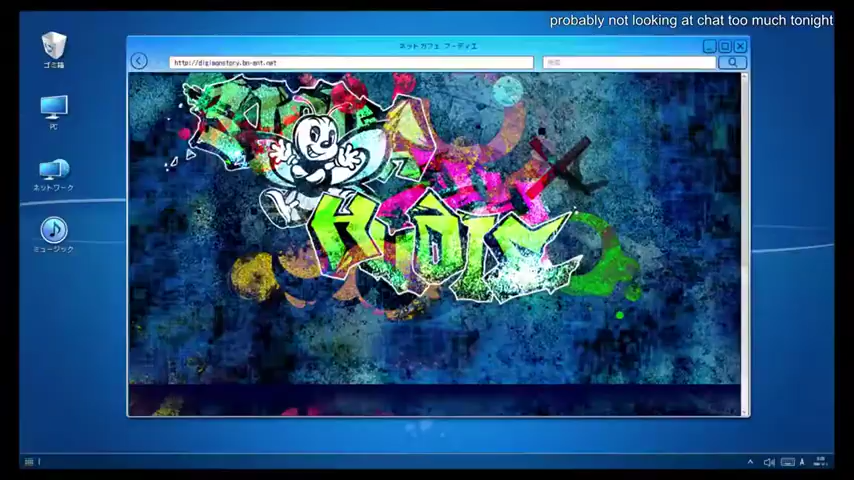 probably not looking at chat too much tonight
ネットカフェ フーディエ
http://digimonstory.bn-ent.net
検索
ゴミ箱
PC
ネットワーク
ミュージック
HUDIE